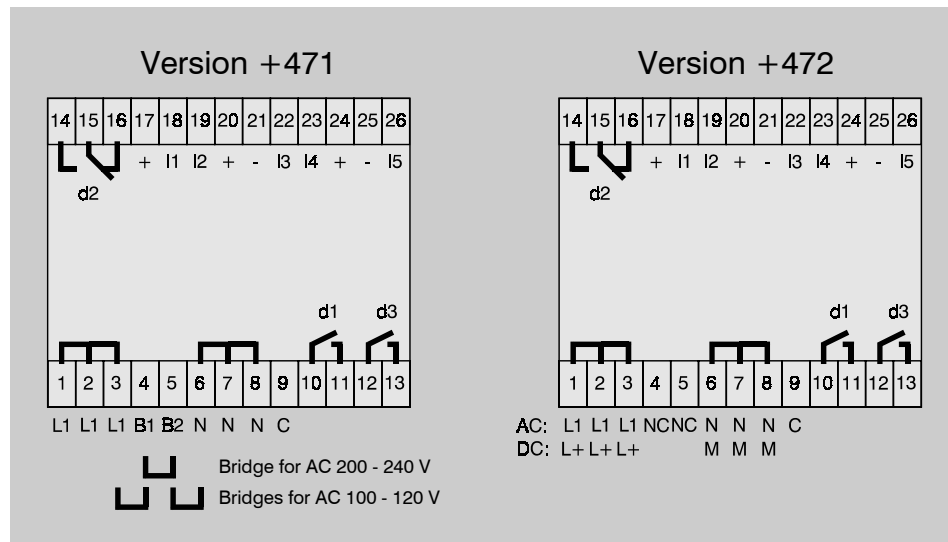 Version +471
14 15 16 17 18 19 20 21 22 23 24 25 26
+ I1 I2 + - I3 I4 + - I5
d2
d1 d3
1 2 3 4 5 6 7 8 9 10 11 12 13
L1 L1 L1 B1 B2 N N N C
Bridge for AC 200 - 240 V
Bridges for AC 100 - 120 V
Version +472
14 15 16 17 18 19 20 21 22 23 24 25 26
+ I1 I2 + - I3 I4 + - I5
d2
d1 d3
1 2 3 4 5 6 7 8 9 10 11 12 13
AC: L1 L1 L1 NC NC N N N C
DC: L+ L+ L+ M M M